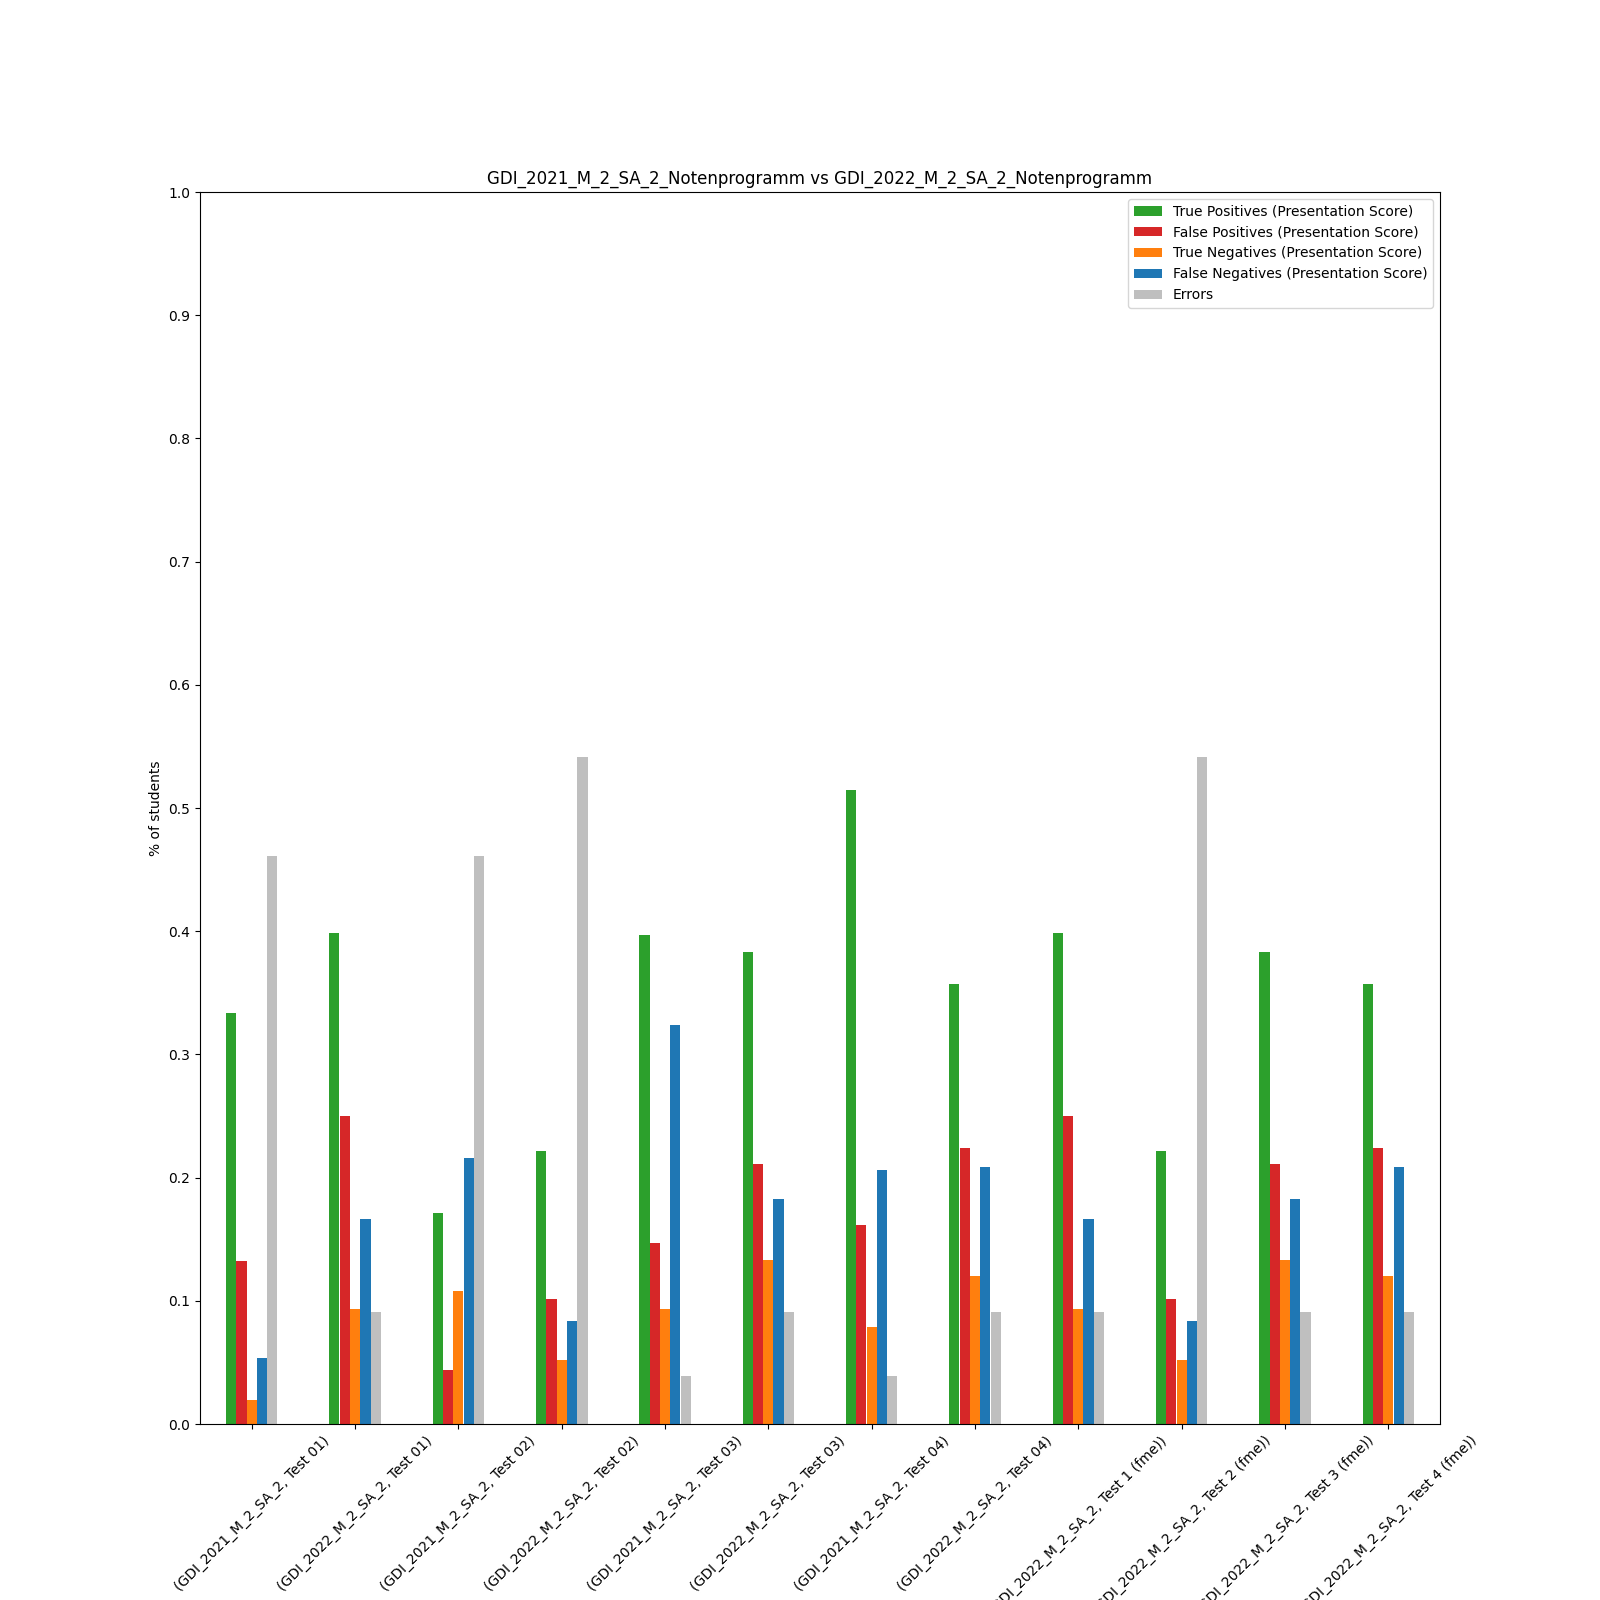 GDI_2021_M_2_SA_2_Notenprogramm vs GDI_2022_M_2_SA_2_Notenprogramm
True Positives (Presentation Score)
False Positives (Presentation Score)
True Negatives (Presentation Score)
False Negatives (Presentation Score)
Errors
% of students
1.0
0.9
0.8
0.7
0.6
0.5
0.4
0.3
0.2
0.1
0.0
(GDI_2021_M_2_SA_2, Test 01)
(GDI_2022_M_2_SA_2, Test 01)
(GDI_2021_M_2_SA_2, Test 02)
(GDI_2022_M_2_SA_2, Test 02)
(GDI_2021_M_2_SA_2, Test 03)
(GDI_2022_M_2_SA_2, Test 03)
(GDI_2021_M_2_SA_2, Test 04)
(GDI_2022_M_2_SA_2, Test 04)
GDI_2022_M_2_SA_2, Test 1 (fme))
GDI_2022_M_2_SA_2, Test 2 (fme))
GDI_2022_M_2_SA_2, Test 3 (fme))
GDI_2022_M_2_SA_2, Test 4 (fme))